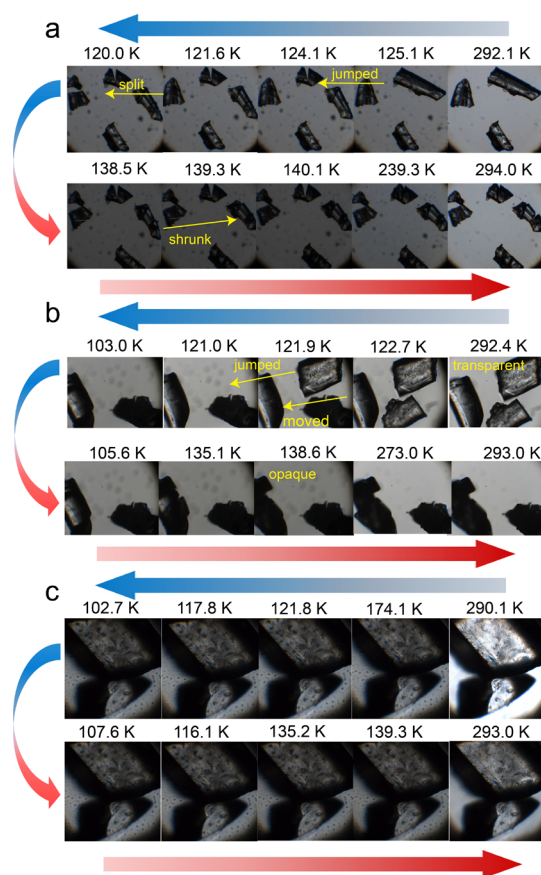 a
120.0 K 121.6 K 124.1 K 125.1 K 292.1 K
split
jumped
138.5 K 139.3 K 140.1 K 239.3 K 294.0 K
shrunk
b
103.0 K 121.0 K 121.9 K 122.7 K 292.4 K
jumped
transparent
moved
105.6 K 135.1 K 138.6 K 273.0 K 293.0 K
opaque
c
102.7 K 117.8 K 121.8 K 174.1 K 290.1 K
107.6 K 116.1 K 135.2 K 139.3 K 293.0 K